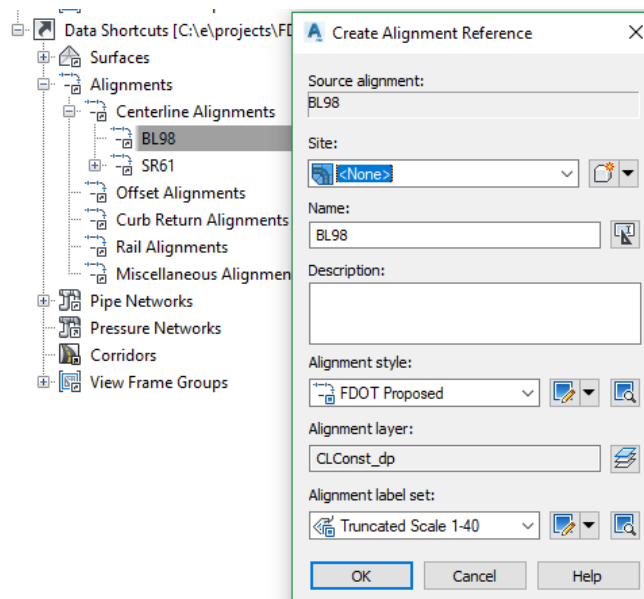 Data Shortcuts [C:\e\projects\FD
Surfaces
Alignments
Centerline Alignments
BL98
SR61
Offset Alignments
Curb Return Alignments
Rail Alignments
Miscellaneous Alignmen
Pipe Networks
Pressure Networks
Corridors
View Frame Groups
Create Alignment Reference
Source alignment:
BL98
Site:
<None>
Name:
BL98
Description:
Alignment style:
FDOT Proposed
Alignment layer:
CLConst_dp
Alignment label set:
Truncated Scale 1-40
OK
Cancel
Help